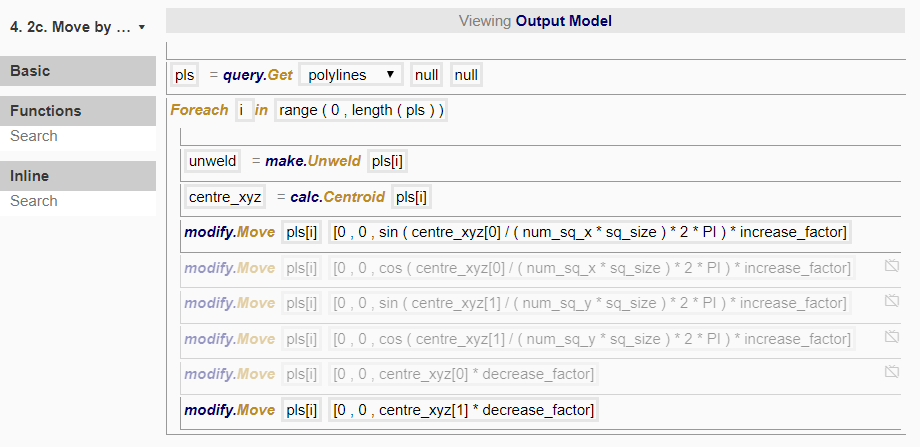 Viewing Output Model
4. 2c. Move by ...
Basic
Functions
Search
Inline
Search
pls = query.Get polylines null null
Foreach i in range ( 0 , length ( pls ) )
unweld = make.Unweld pls[i]
centre_xyz = calc.Centroid pls[i]
modify.Move pls[i] [0 , 0 , sin ( centre_xyz[0] / ( num_sq_x * sq_size ) * 2 * PI ) * increase_factor]
modify.Move pls[i] [0 , 0 , cos ( centre_xyz[0] / ( num_sq_x * sq_size ) * 2 * PI ) * increase_factor]
modify.Move pls[i] [0 , 0 , sin ( centre_xyz[1] / ( num_sq_y * sq_size ) * 2 * PI ) * increase_factor]
modify.Move pls[i] [0 , 0 , cos ( centre_xyz[1] / ( num_sq_y * sq_size ) * 2 * PI ) * increase_factor]
modify.Move pls[i] [0 , 0 , centre_xyz[0] * decrease_factor]
modify.Move pls[i] [0 , 0 , centre_xyz[1] * decrease_factor]